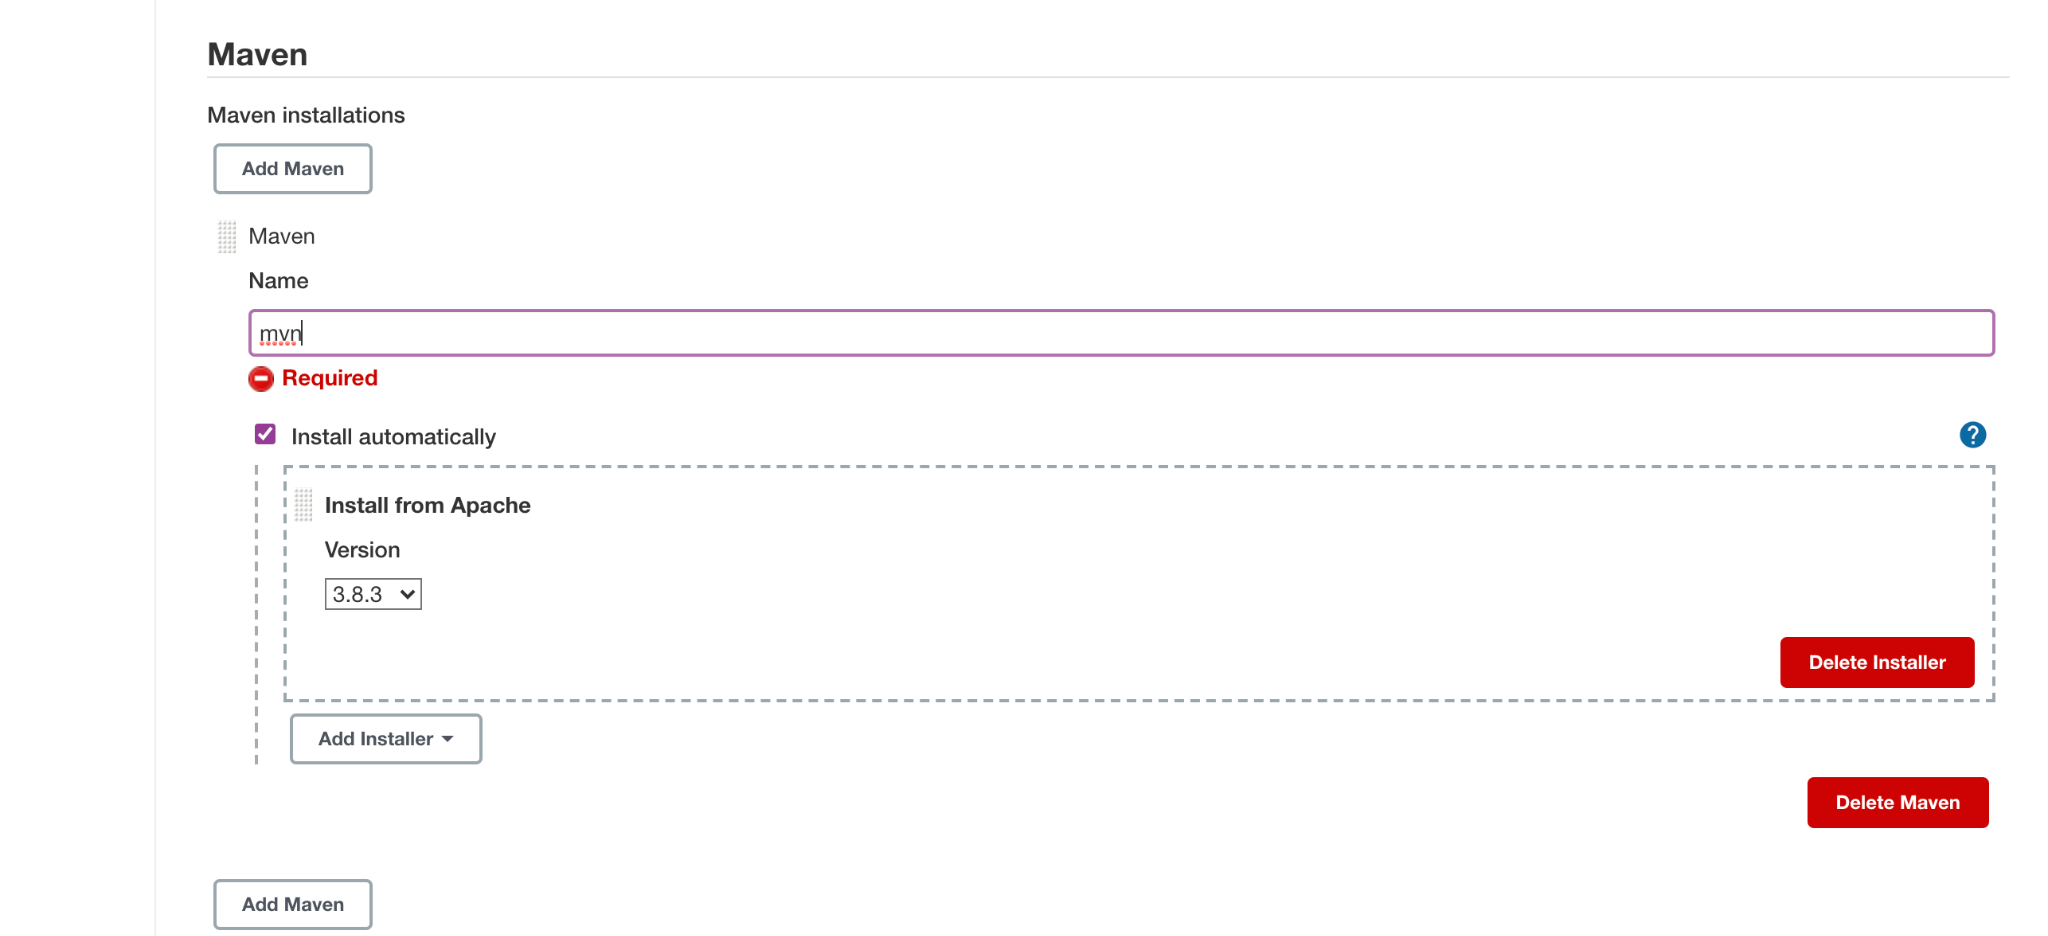 Maven
Maven installations
Add Maven
Maven
Name
mvn
Required
Install automatically
?
Install from Apache
Version
3.8.3
Delete Installer
Add Installer
Delete Maven
Add Maven